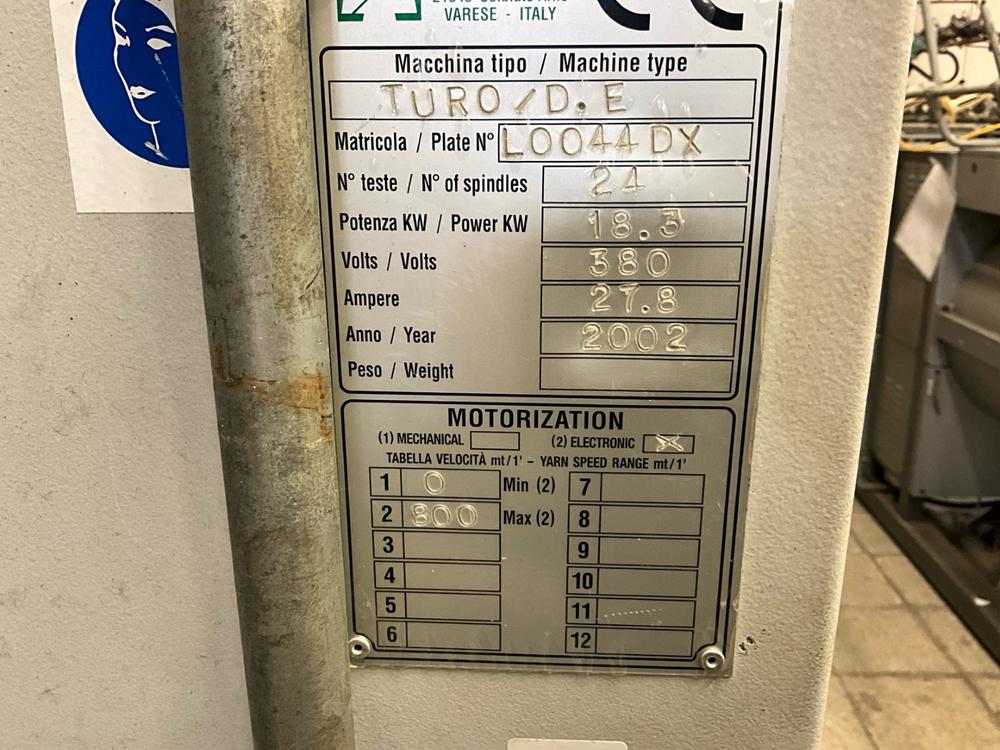 VARESE - ITALY
CE
Macchina tipo / Machine type
TURO/D.E
Matricola / Plate N° L0044DX
N° teste / N° of spindles 24
Potenza KW / Power KW 18.3
Volts / Volts 380
Ampere 27.8
Anno / Year 2002
Peso / Weight
MOTORIZATION
(1) MECHANICAL (2) ELECTRONIC X
TABELLA VELOCITÀ mt/1' - YARN SPEED RANGE mt/1'
1 0 Min (2) 7
2 800 Max (2) 8
3 9
4 10
5 11
6 12